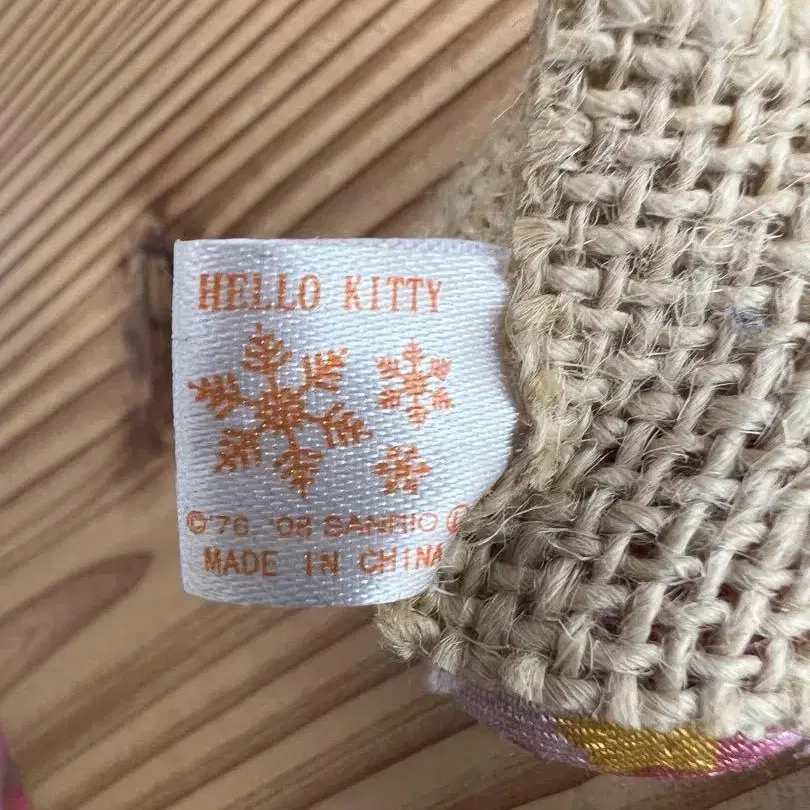 HELLO KITTY
©'76, '08 SANRIO
MADE IN CHINA